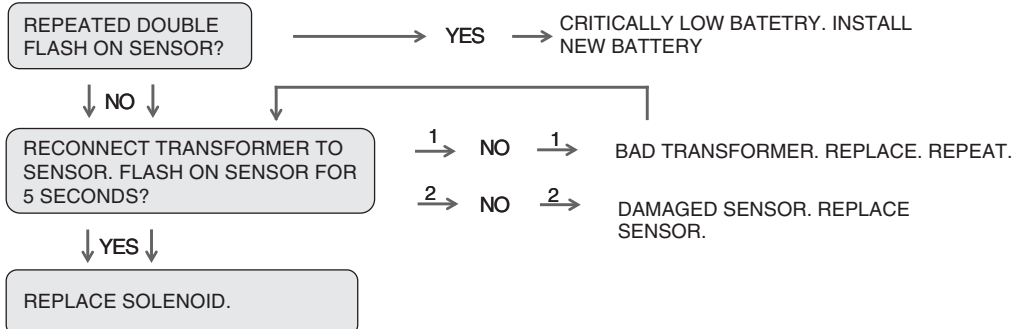 REPEATED DOUBLE
FLASH ON SENSOR?
YES
CRITICALLY LOW BATETRY. INSTALL
NEW BATTERY
NO
RECONNECT TRANSFORMER TO
SENSOR. FLASH ON SENSOR FOR
5 SECONDS?
1 NO 1
BAD TRANSFORMER. REPLACE. REPEAT.
2 NO 2
DAMAGED SENSOR. REPLACE
SENSOR.
YES
REPLACE SOLENOID.